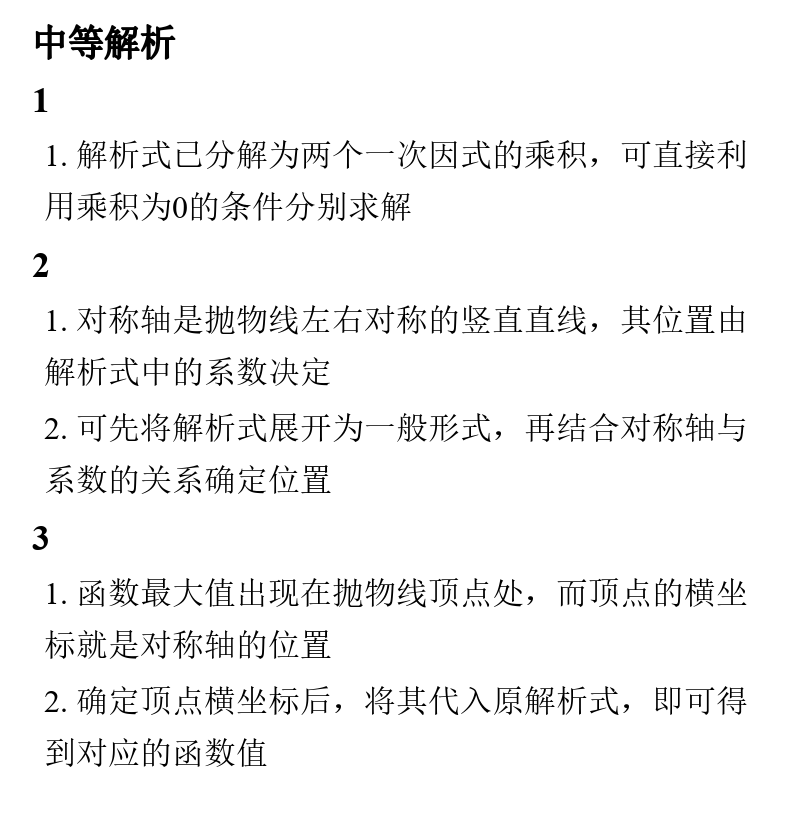 中等解析
1
1. 解析式已分解为两个一次因式的乘积，可直接利
用乘积为0的条件分别求解
2
1. 对称轴是抛物线左右对称的竖直直线，其位置由
解析式中的系数决定
2. 可先将解析式展开为一般形式，再结合对称轴与
系数的关系确定位置
3
1. 函数最大值出现在抛物线顶点处，而顶点的横坐
标就是对称轴的位置
2. 确定顶点横坐标后，将其代入原解析式，即可得
到对应的函数值